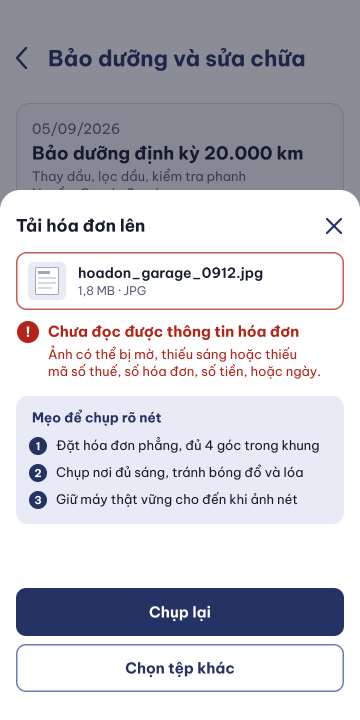 Bảo dưỡng và sửa chữa
05/09/2026
Bảo dưỡng định kỳ 20.000 km
Thay dầu, lọc dầu, kiểm tra phanh
Tải hóa đơn lên
hoadon_garage_0912.jpg
1,8 MB · JPG
Chưa đọc được thông tin hóa đơn
Ảnh có thể bị mờ, thiếu sáng hoặc thiếu
mã số thuế, số hóa đơn, số tiền, hoặc ngày.
Mẹo để chụp rõ nét
1 Đặt hóa đơn phẳng, đủ 4 góc trong khung
2 Chụp nơi đủ sáng, tránh bóng đổ và lóa
3 Giữ máy thật vững cho đến khi ảnh nét
Chụp lại
Chọn tệp khác